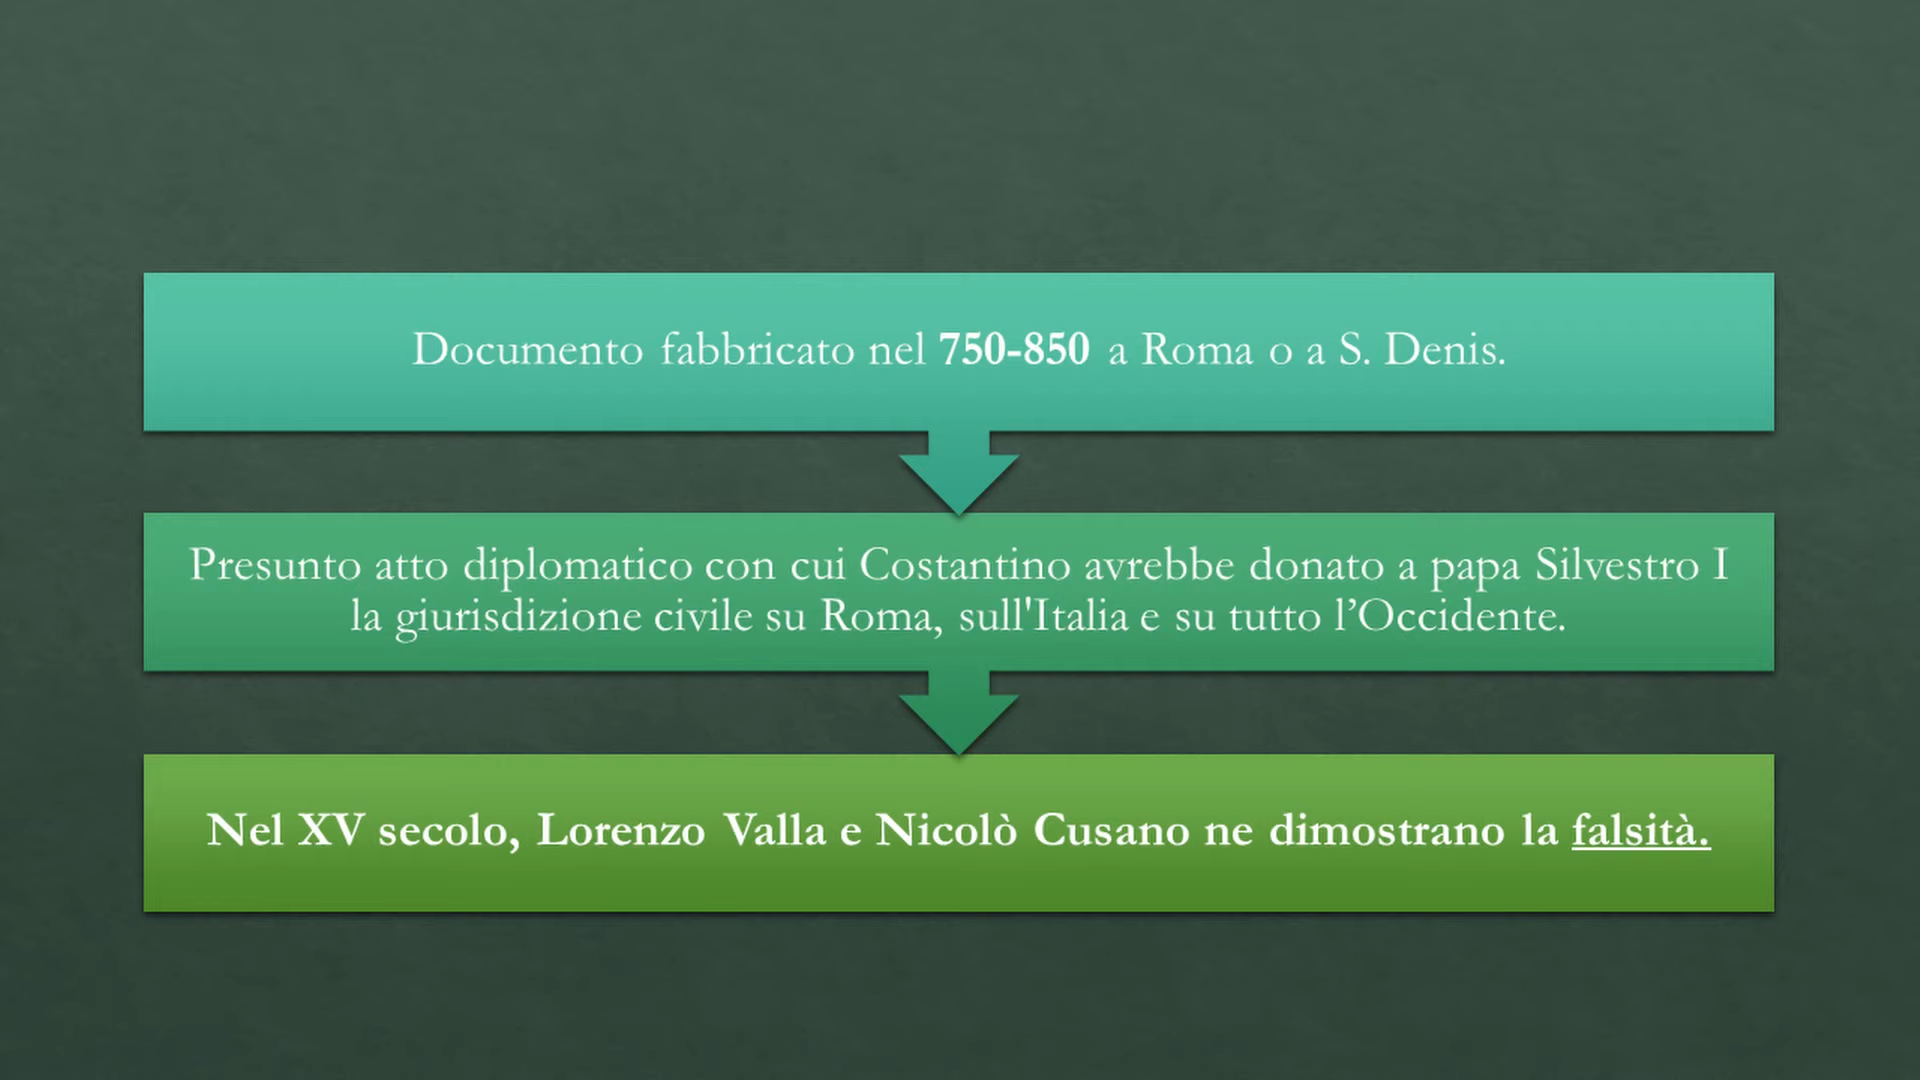 Documento fabbricato nel 750-850 a Roma o a S. Denis.
Presunto atto diplomatico con cui Costantino avrebbe donato a papa Silvestro I
la giurisdizione civile su Roma, sull'Italia e su tutto l’Occidente.
Nel XV secolo, Lorenzo Valla e Nicolò Cusano ne dimostrano la falsità.